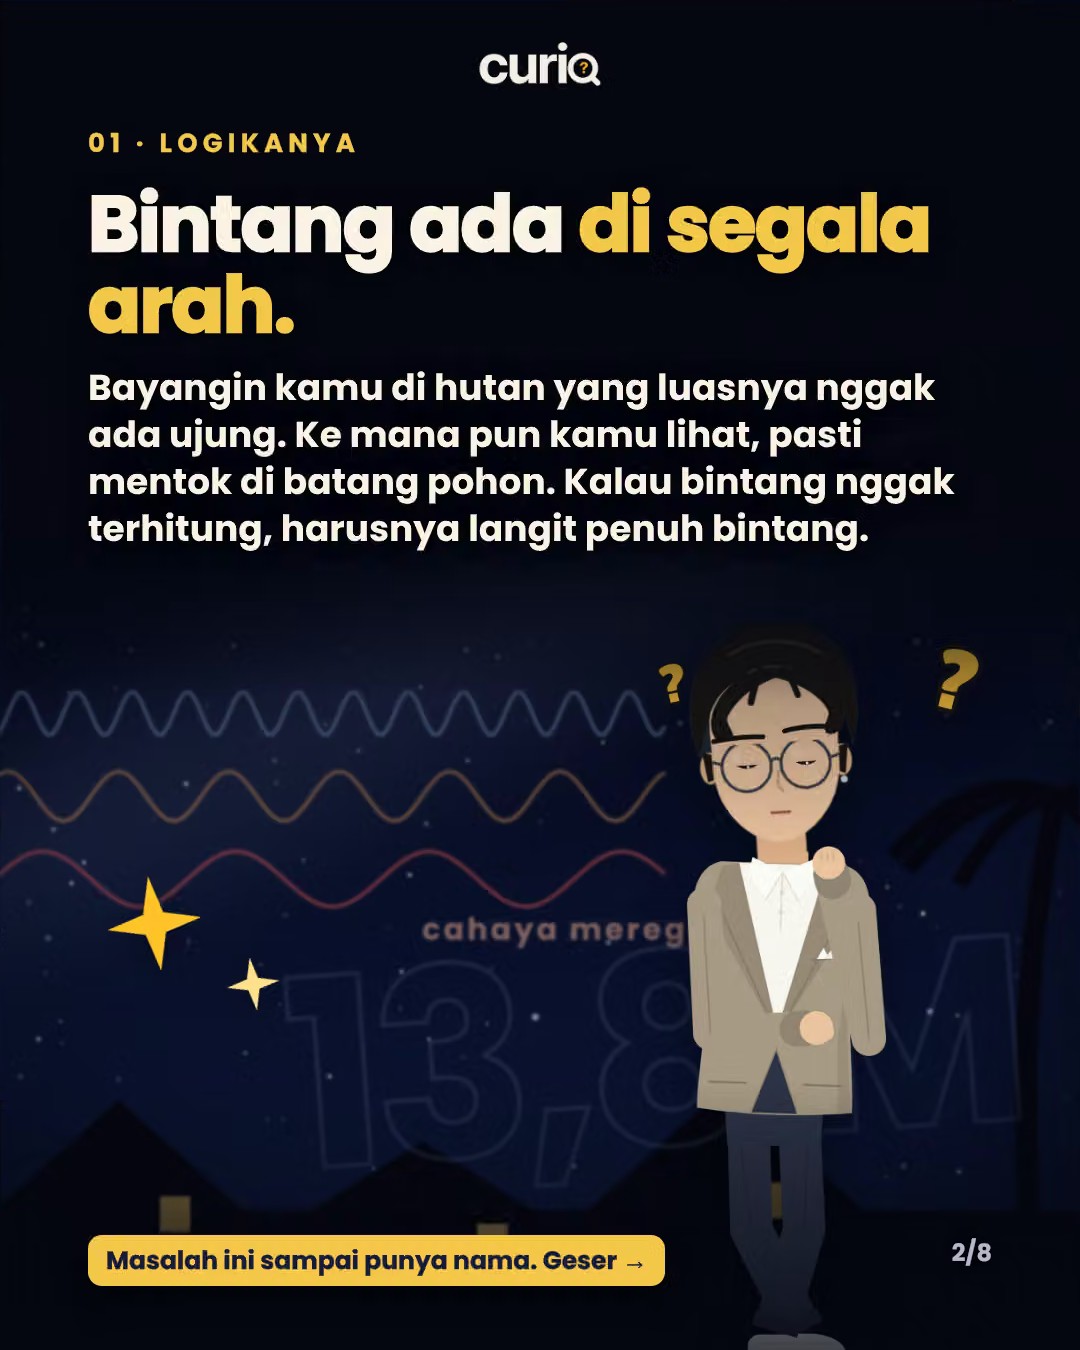 curiq
01 · LOGIKANYA
Bintang ada di segala
arah.
Bayangin kamu di hutan yang luasnya nggak
ada ujung. Ke mana pun kamu lihat, pasti
mentok di batang pohon. Kalau bintang nggak
terhitung, harusnya langit penuh bintang.
? ?
cahaya mereg
13,8 M
Masalah ini sampai punya nama. Geser →
2/8